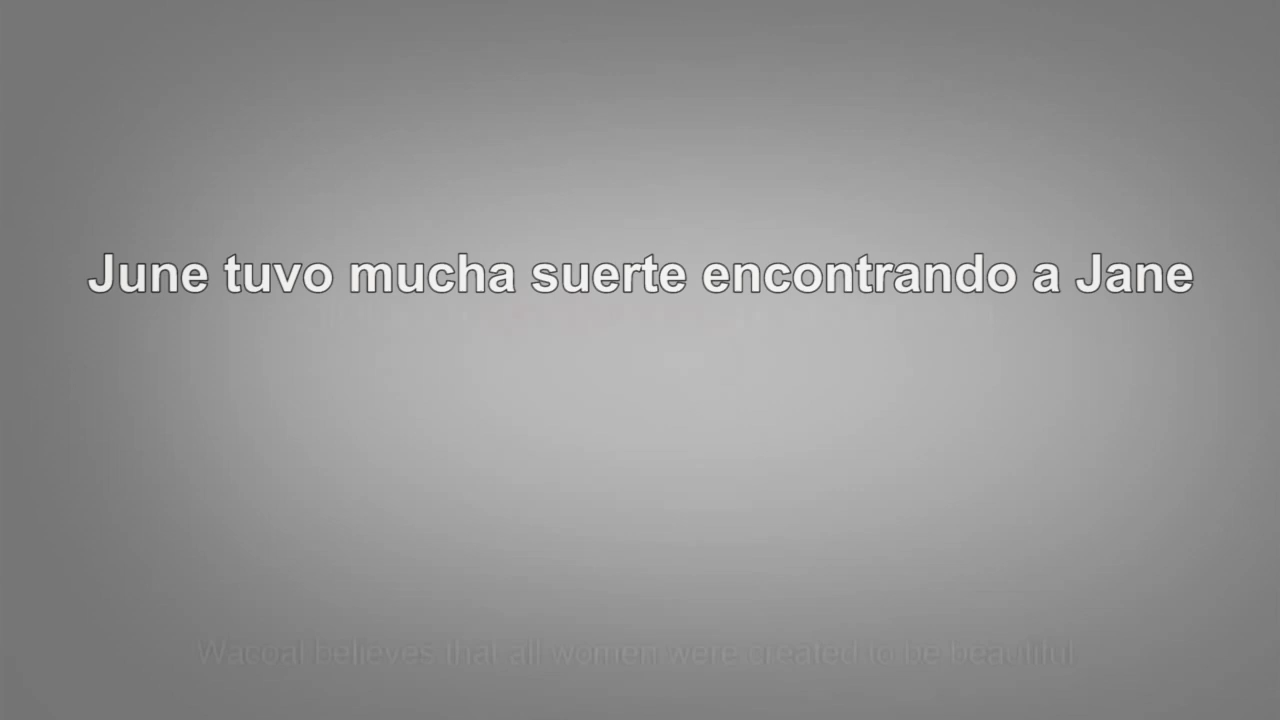 June tuvo mucha suerte encontrando a Jane
Wacoal believes that all women were created to be beautiful